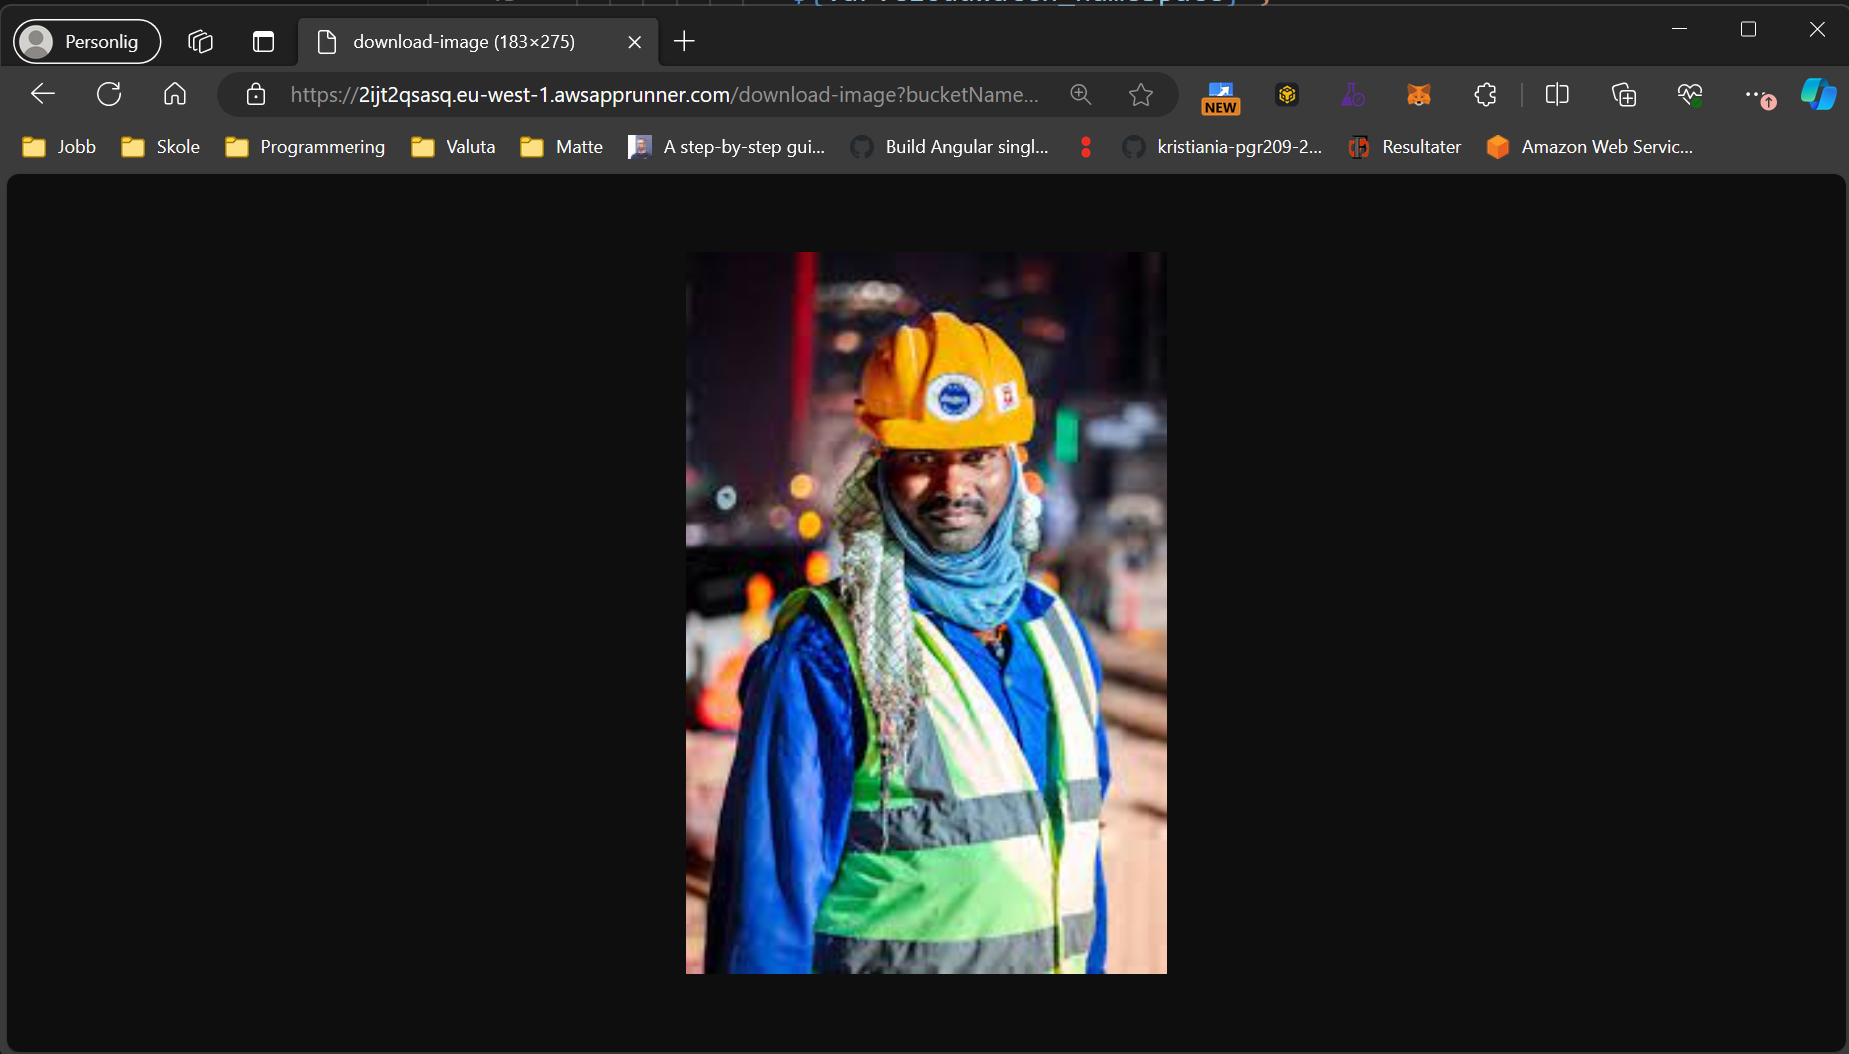 Personlig
download-image (183×275)
https://2ijt2qsasq.eu-west-1.awsapprunner.com/download-image?bucketName...
NEW
Jobb
Skole
Programmering
Valuta
Matte
A step-by-step gui...
Build Angular singl...
kristiania-pgr209-2...
Resultater
Amazon Web Servic...